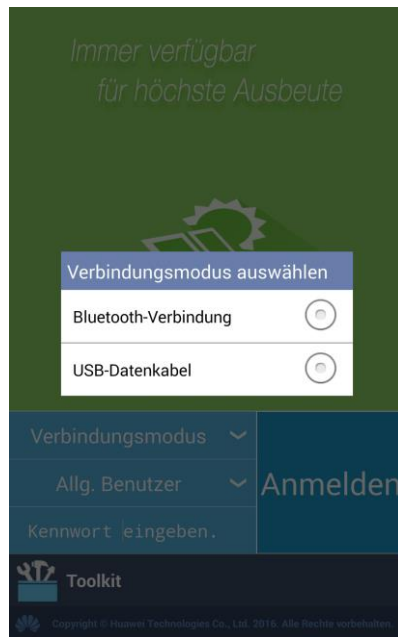 Immer verfügbar
für höchste Ausbeute
Verbindungsmodus auswählen
Bluetooth-Verbindung
USB-Datenkabel
Verbindungsmodus
Allg. Benutzer
Anmelden
Kennwort eingeben.
Toolkit
Copyright © Huawei Technologies Co., Ltd. 2016. Alle Rechte vorbehalten.